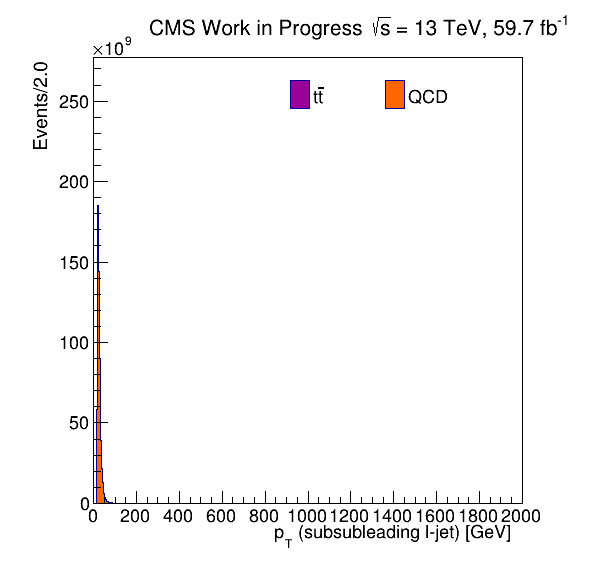 CMS Work in Progress √s = 13 TeV, 59.7 fb⁻¹
×10⁹
Events/2.0
tt̄
QCD
250
200
150
100
50
0
0 200 400 600 800 1000 1200 1400 1600 1800 2000
p_T (subsubleading l-jet) [GeV]